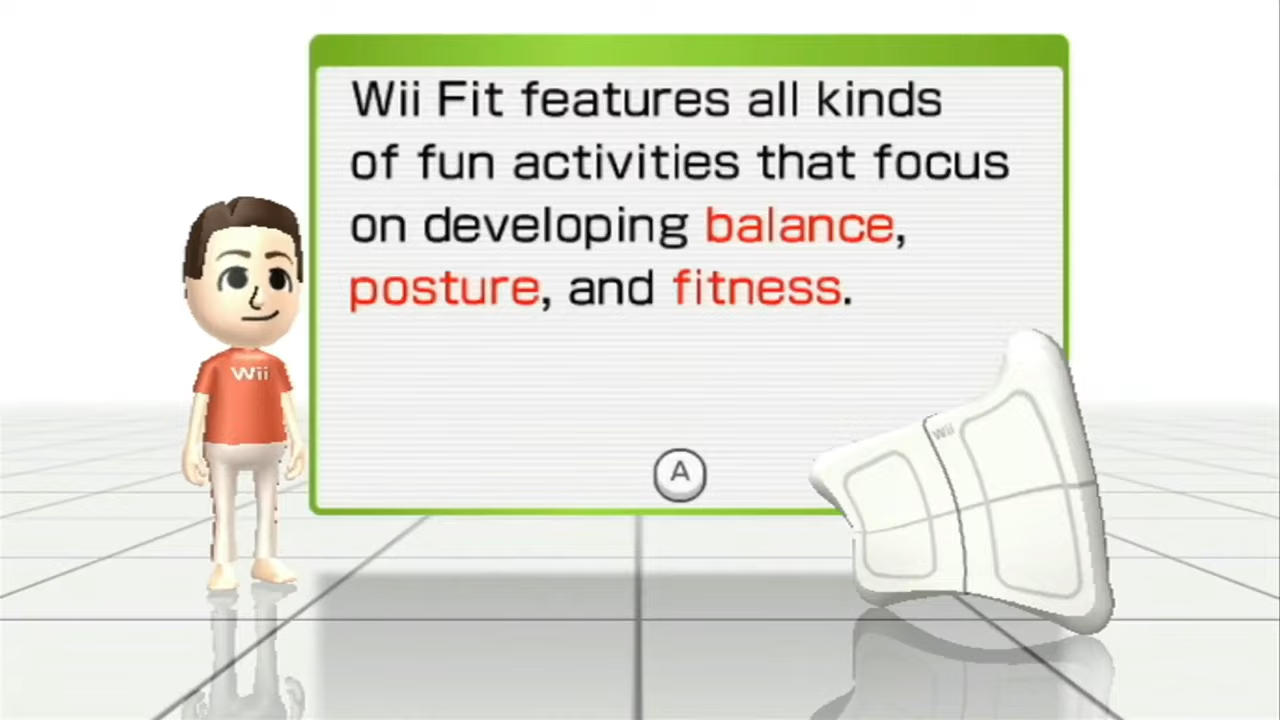 Wii Fit features all kinds
of fun activities that focus
on developing balance,
posture, and fitness.
Wii
Wii
A